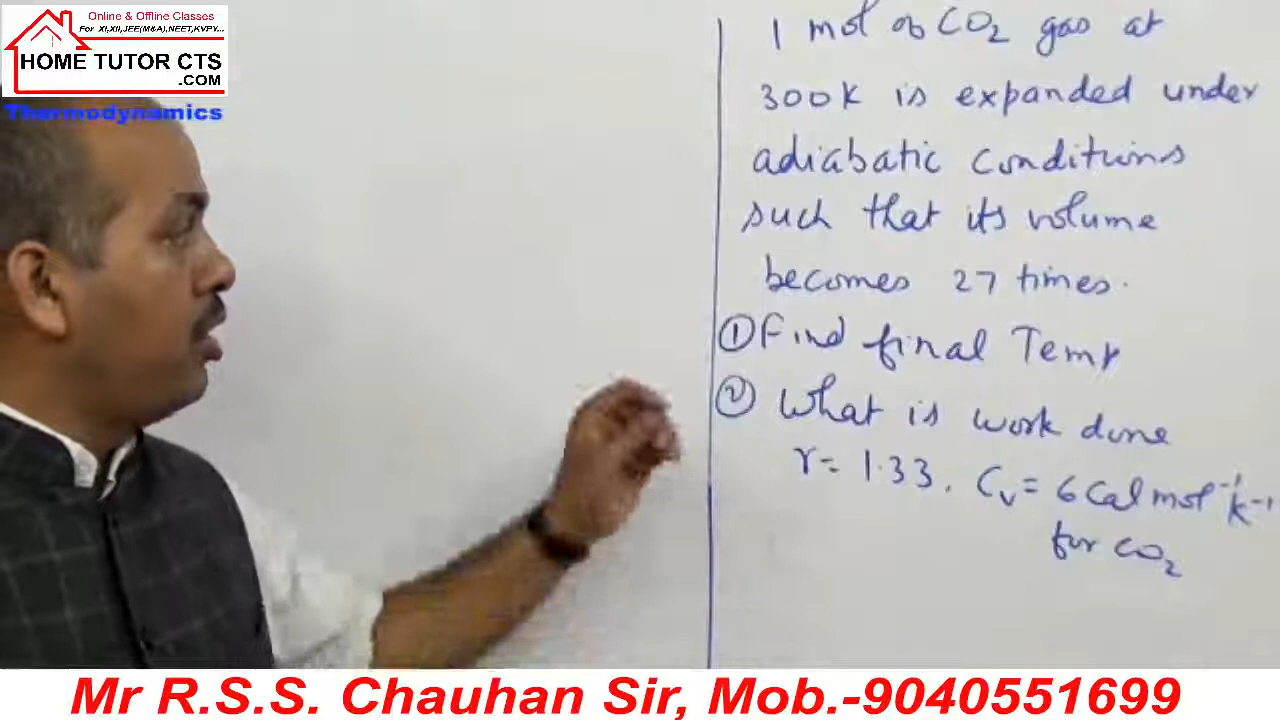 Online & Offline Classes
For XI,XII,JEE(M&A),NEET,KVPY...
HOME TUTOR CTS
.COM
Thermodynamics
1 mol of CO2 gas at
300K is expanded under
adiabatic conditions
such that its volume
becomes 27 times.
① Find final Temp
② What is work done
γ = 1.33, Cv = 6 Cal mol⁻¹ k⁻¹
for CO2
Mr R.S.S. Chauhan Sir, Mob.-9040551699